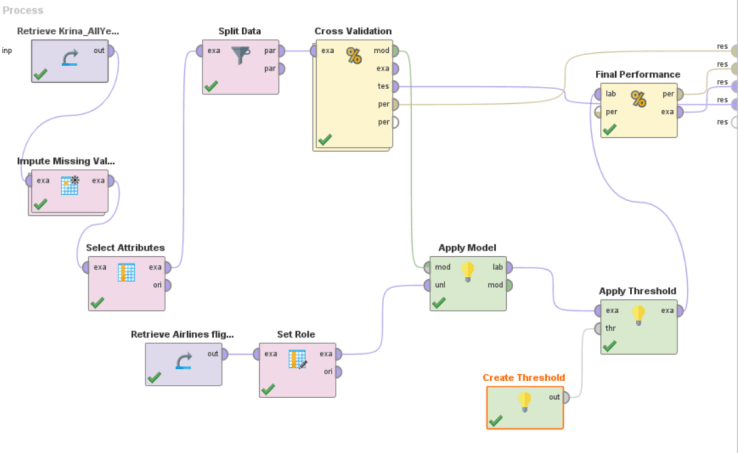 Process
Retrieve Krina_AllYe...
inp
out
Split Data
exa
par
par
Cross Validation
exa
mod
exa
tes
per
per
res
res
res
res
res
Final Performance
lab
per
per
exa
Impute Missing Val...
exa
exa
Select Attributes
exa
exa
ori
Apply Model
mod
lab
unl
mod
Apply Threshold
exa
exa
thr
Retrieve Airlines flig...
out
Set Role
exa
exa
ori
Create Threshold
out